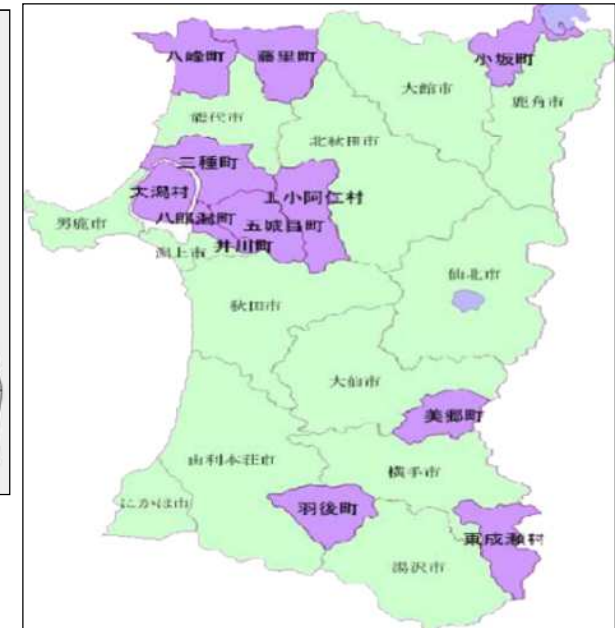 八峰町
藤里町
小坂町
大館市
鹿角市
能代市
北秋田市
三種町
大潟村
上小阿仁村
八郎潟町
男鹿市
五城目町
井川町
潟上市
仙北市
秋田市
大仙市
美郷町
由利本荘市
横手市
にかほ市
羽後町
東成瀬村
湯沢市